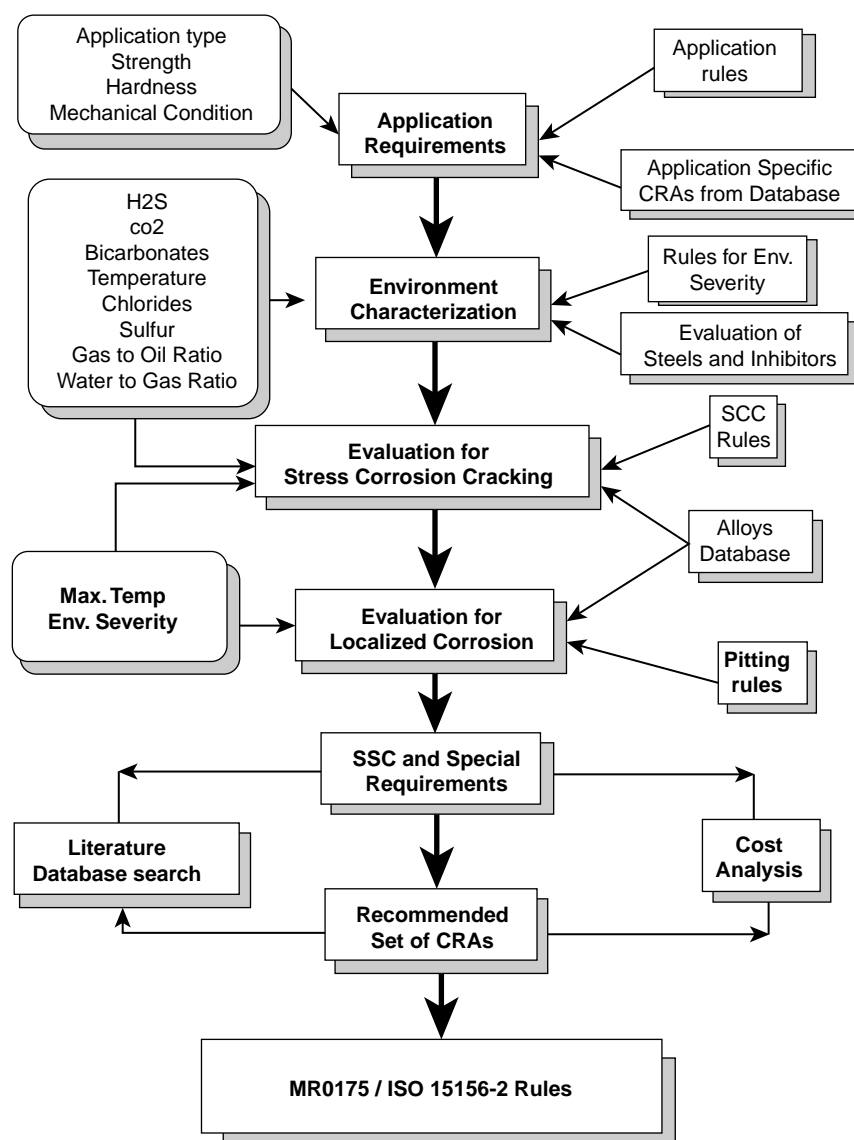 Application type
Strength
Hardness
Mechanical Condition
Application
rules
Application
Requirements
Application Specific
CRAs from Database
H2S
co2
Bicarbonates
Temperature
Chlorides
Sulfur
Gas to Oil Ratio
Water to Gas Ratio
Environment
Characterization
Rules for Env.
Severity
Evaluation of
Steels and Inhibitors
Evaluation for
Stress Corrosion Cracking
SCC
Rules
Alloys
Database
Max. Temp
Env. Severity
Evaluation for
Localized Corrosion
Pitting
rules
SSC and Special
Requirements
Literature
Database search
Cost
Analysis
Recommended
Set of CRAs
MR0175 / ISO 15156-2 Rules